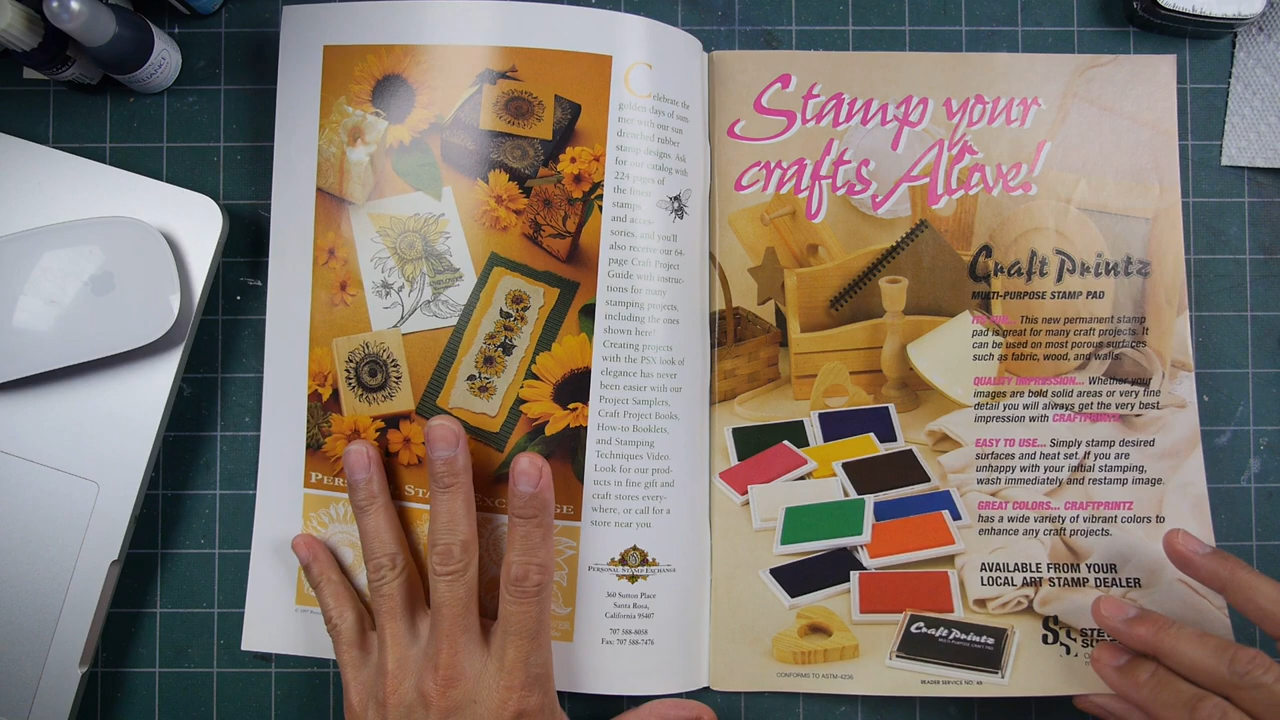 Celebrate the
golden days of sum-
mer with our sun
drenched rubber
stamp designs. Ask
for our catalog with
224 pages of
the finest
stamps
and acces-
sories, and you'll
also receive our 64-
page Craft Project
Guide with instruc-
tions for many
stamping projects,
including the ones
shown here!
Creating projects
with the PSX look of
elegance has never
been easier with our
Project Samplers,
Craft Project Books,
How-to Booklets,
and Stamping
Techniques Video.
Look for our prod-
ucts in fine gift and
craft stores every-
where, or call for a
store near you.
PERSONAL STAMP EXCHANGE
360 Sutton Place
Santa Rosa,
California 95407
707 588-8058
Fax: 707 588-7476
Stamp your
crafts Alive!
Craft Printz
MULTI-PURPOSE STAMP PAD
This new permanent stamp
pad is great for many craft projects. It
can be used on most porous surfaces
such as fabric, wood, and walls.
QUALITY IMPRESSION... Whether your
images are bold solid areas or very fine
detail you will always get the very best
impression with CRAFTPRINTZ
EASY TO USE... Simply stamp desired
surfaces and heat set. If you are
unhappy with your initial stamping,
wash immediately and restamp image.
GREAT COLORS... CRAFTPRINTZ
has a wide variety of vibrant colors to
enhance any craft projects.
AVAILABLE FROM YOUR
LOCAL ART STAMP DEALER
Craft Printz
MULTI-PURPOSE CRAFT PAD
CONFORMS TO ASTM-4236
READER SERVICE NO. 48